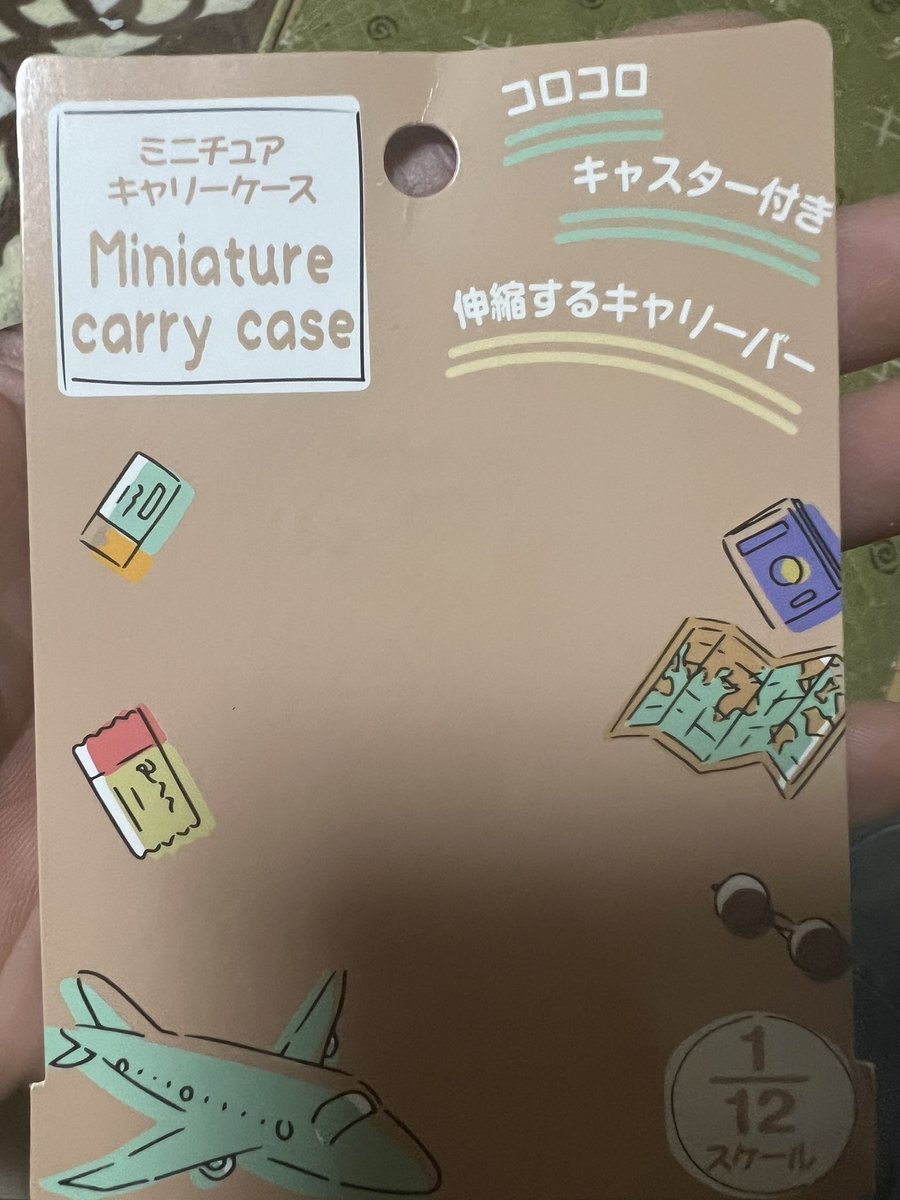 ミニチュア
キャリーケース
Miniature
carry case
コロコロ
キャスター付き
伸縮するキャリーバー
1
12
スケール